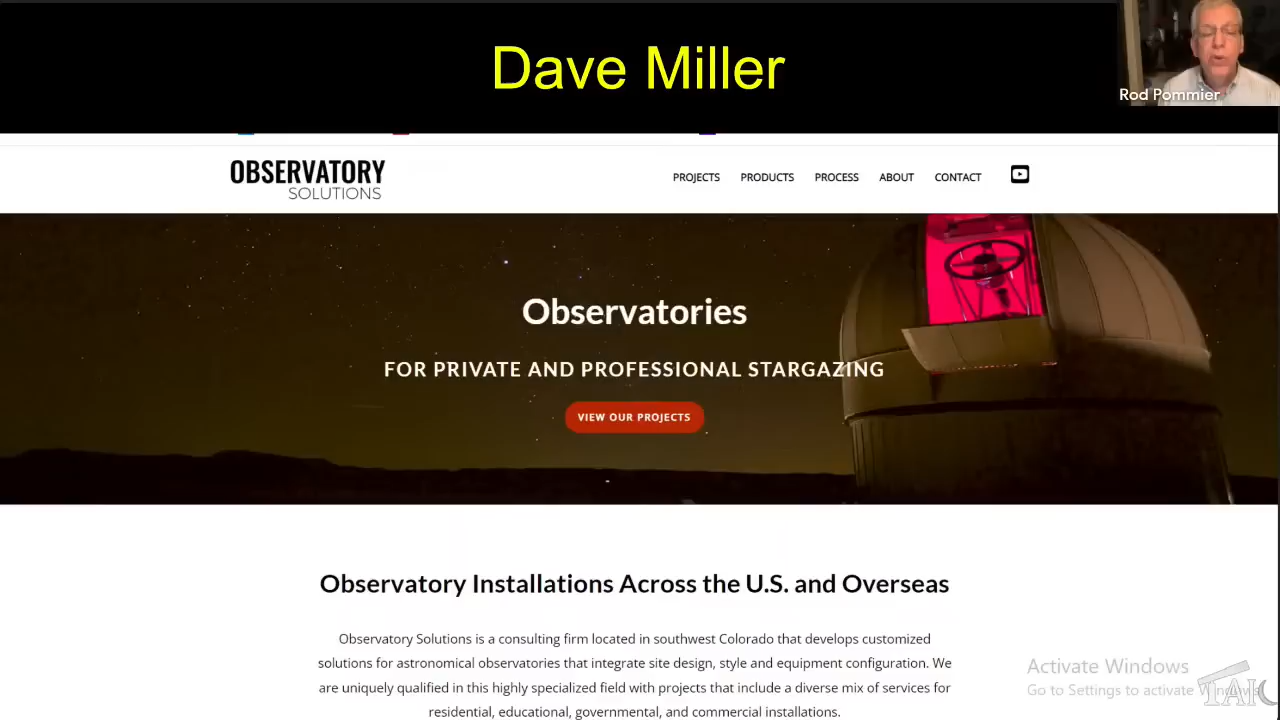 Dave Miller
Rod Pommier
OBSERVATORY
SOLUTIONS
PROJECTS PRODUCTS PROCESS ABOUT CONTACT
Observatories
FOR PRIVATE AND PROFESSIONAL STARGAZING
VIEW OUR PROJECTS
Observatory Installations Across the U.S. and Overseas
Observatory Solutions is a consulting firm located in southwest Colorado that develops customized
solutions for astronomical observatories that integrate site design, style and equipment configuration. We
are uniquely qualified in this highly specialized field with projects that include a diverse mix of services for
residential, educational, governmental, and commercial installations.
Activate Windows
Go to Settings to activate Windows.
TAIC